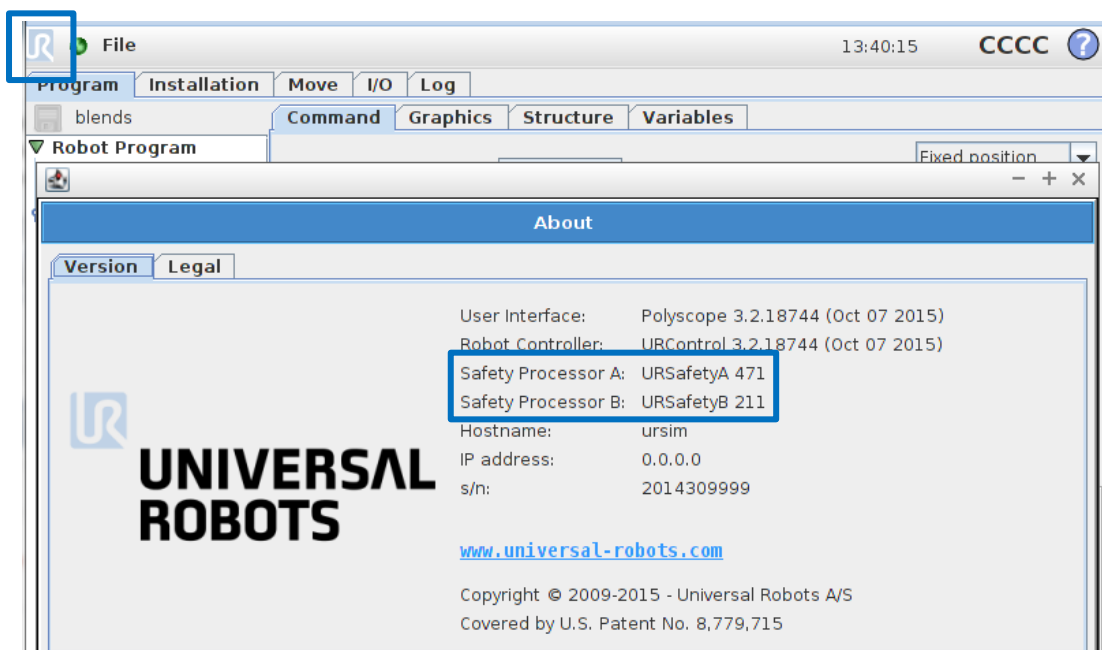 File 13:40:15 CCCC ?
Program Installation Move I/O Log
blends Command Graphics Structure Variables
Robot Program
Fixed position
About
Version Legal
User Interface: Polyscope 3.2.18744 (Oct 07 2015)
Robot Controller: URControl 3.2.18744 (Oct 07 2015)
Safety Processor A: URSafetyA 471
Safety Processor B: URSafetyB 211
Hostname: ursim
IP address: 0.0.0.0
s/n: 2014309999
UR
UNIVERSAL
ROBOTS
www.universal-robots.com
Copyright © 2009-2015 - Universal Robots A/S
Covered by U.S. Patent No. 8,779,715